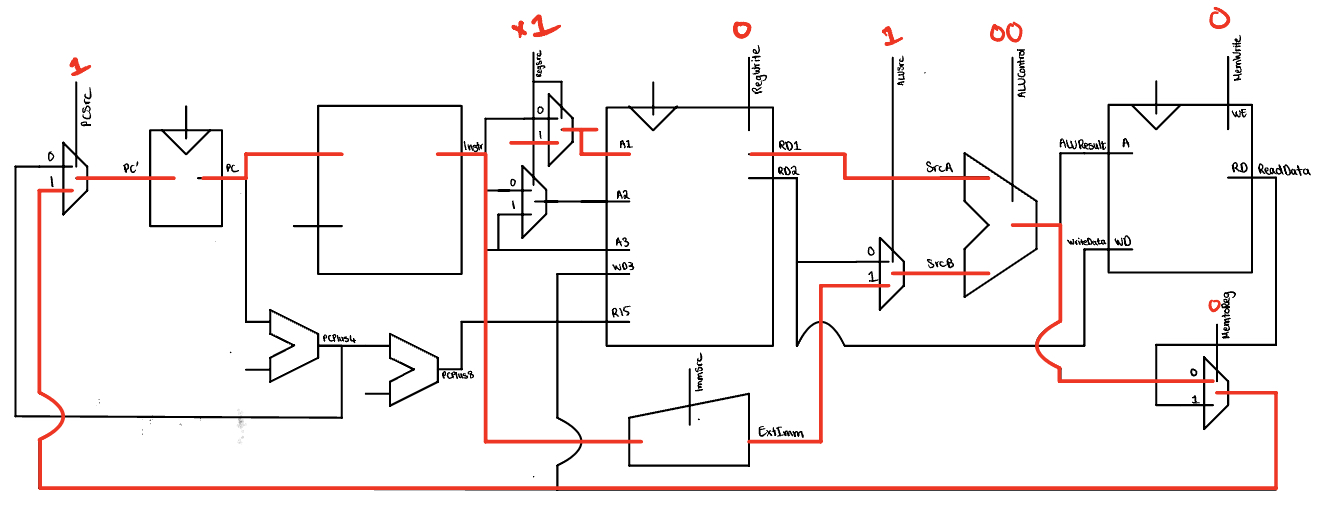 1
x1
0
1
00
0
PCSrc
RegSrc
RegWrite
ALUSrc
ALUControl
MemWrite
0
1
PC'
PC
Instr
0
1
0
1
A1
A2
A3
WD3
R15
RD1
RD2
0
1
SrcA
SrcB
ALUResult
A
WE
RD
ReadData
WriteData
WD
0
MemtoReg
0
1
PCPlus4
PCPlus8
ImmSrc
ExtImm